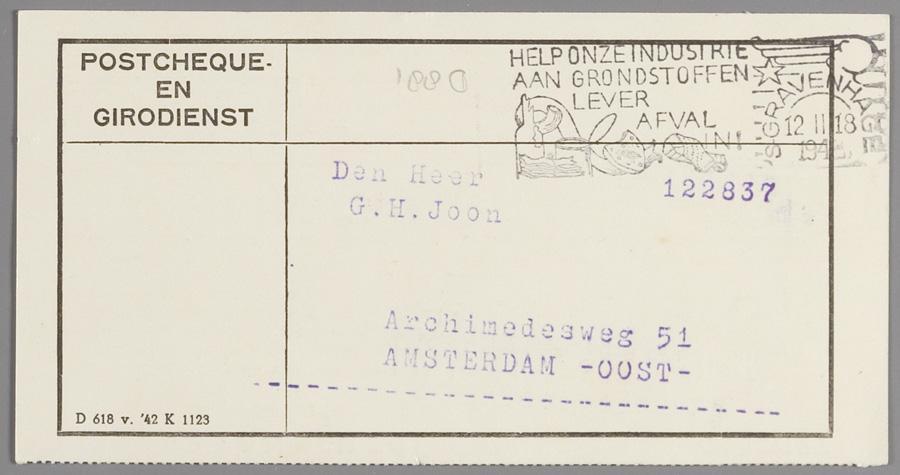 POSTCHEQUE-
EN
GIRODIENST
HELP ONZE INDUSTRIE
AAN GRONDSTOFFEN
LEVER
AFVAL
IN!
'S GRAVENHAGE
12 II 18
D 881
Den Heer
G.H.Joon
122837
Archimedesweg 51
AMSTERDAM -OOST-
D 618 v. '42 K 1123